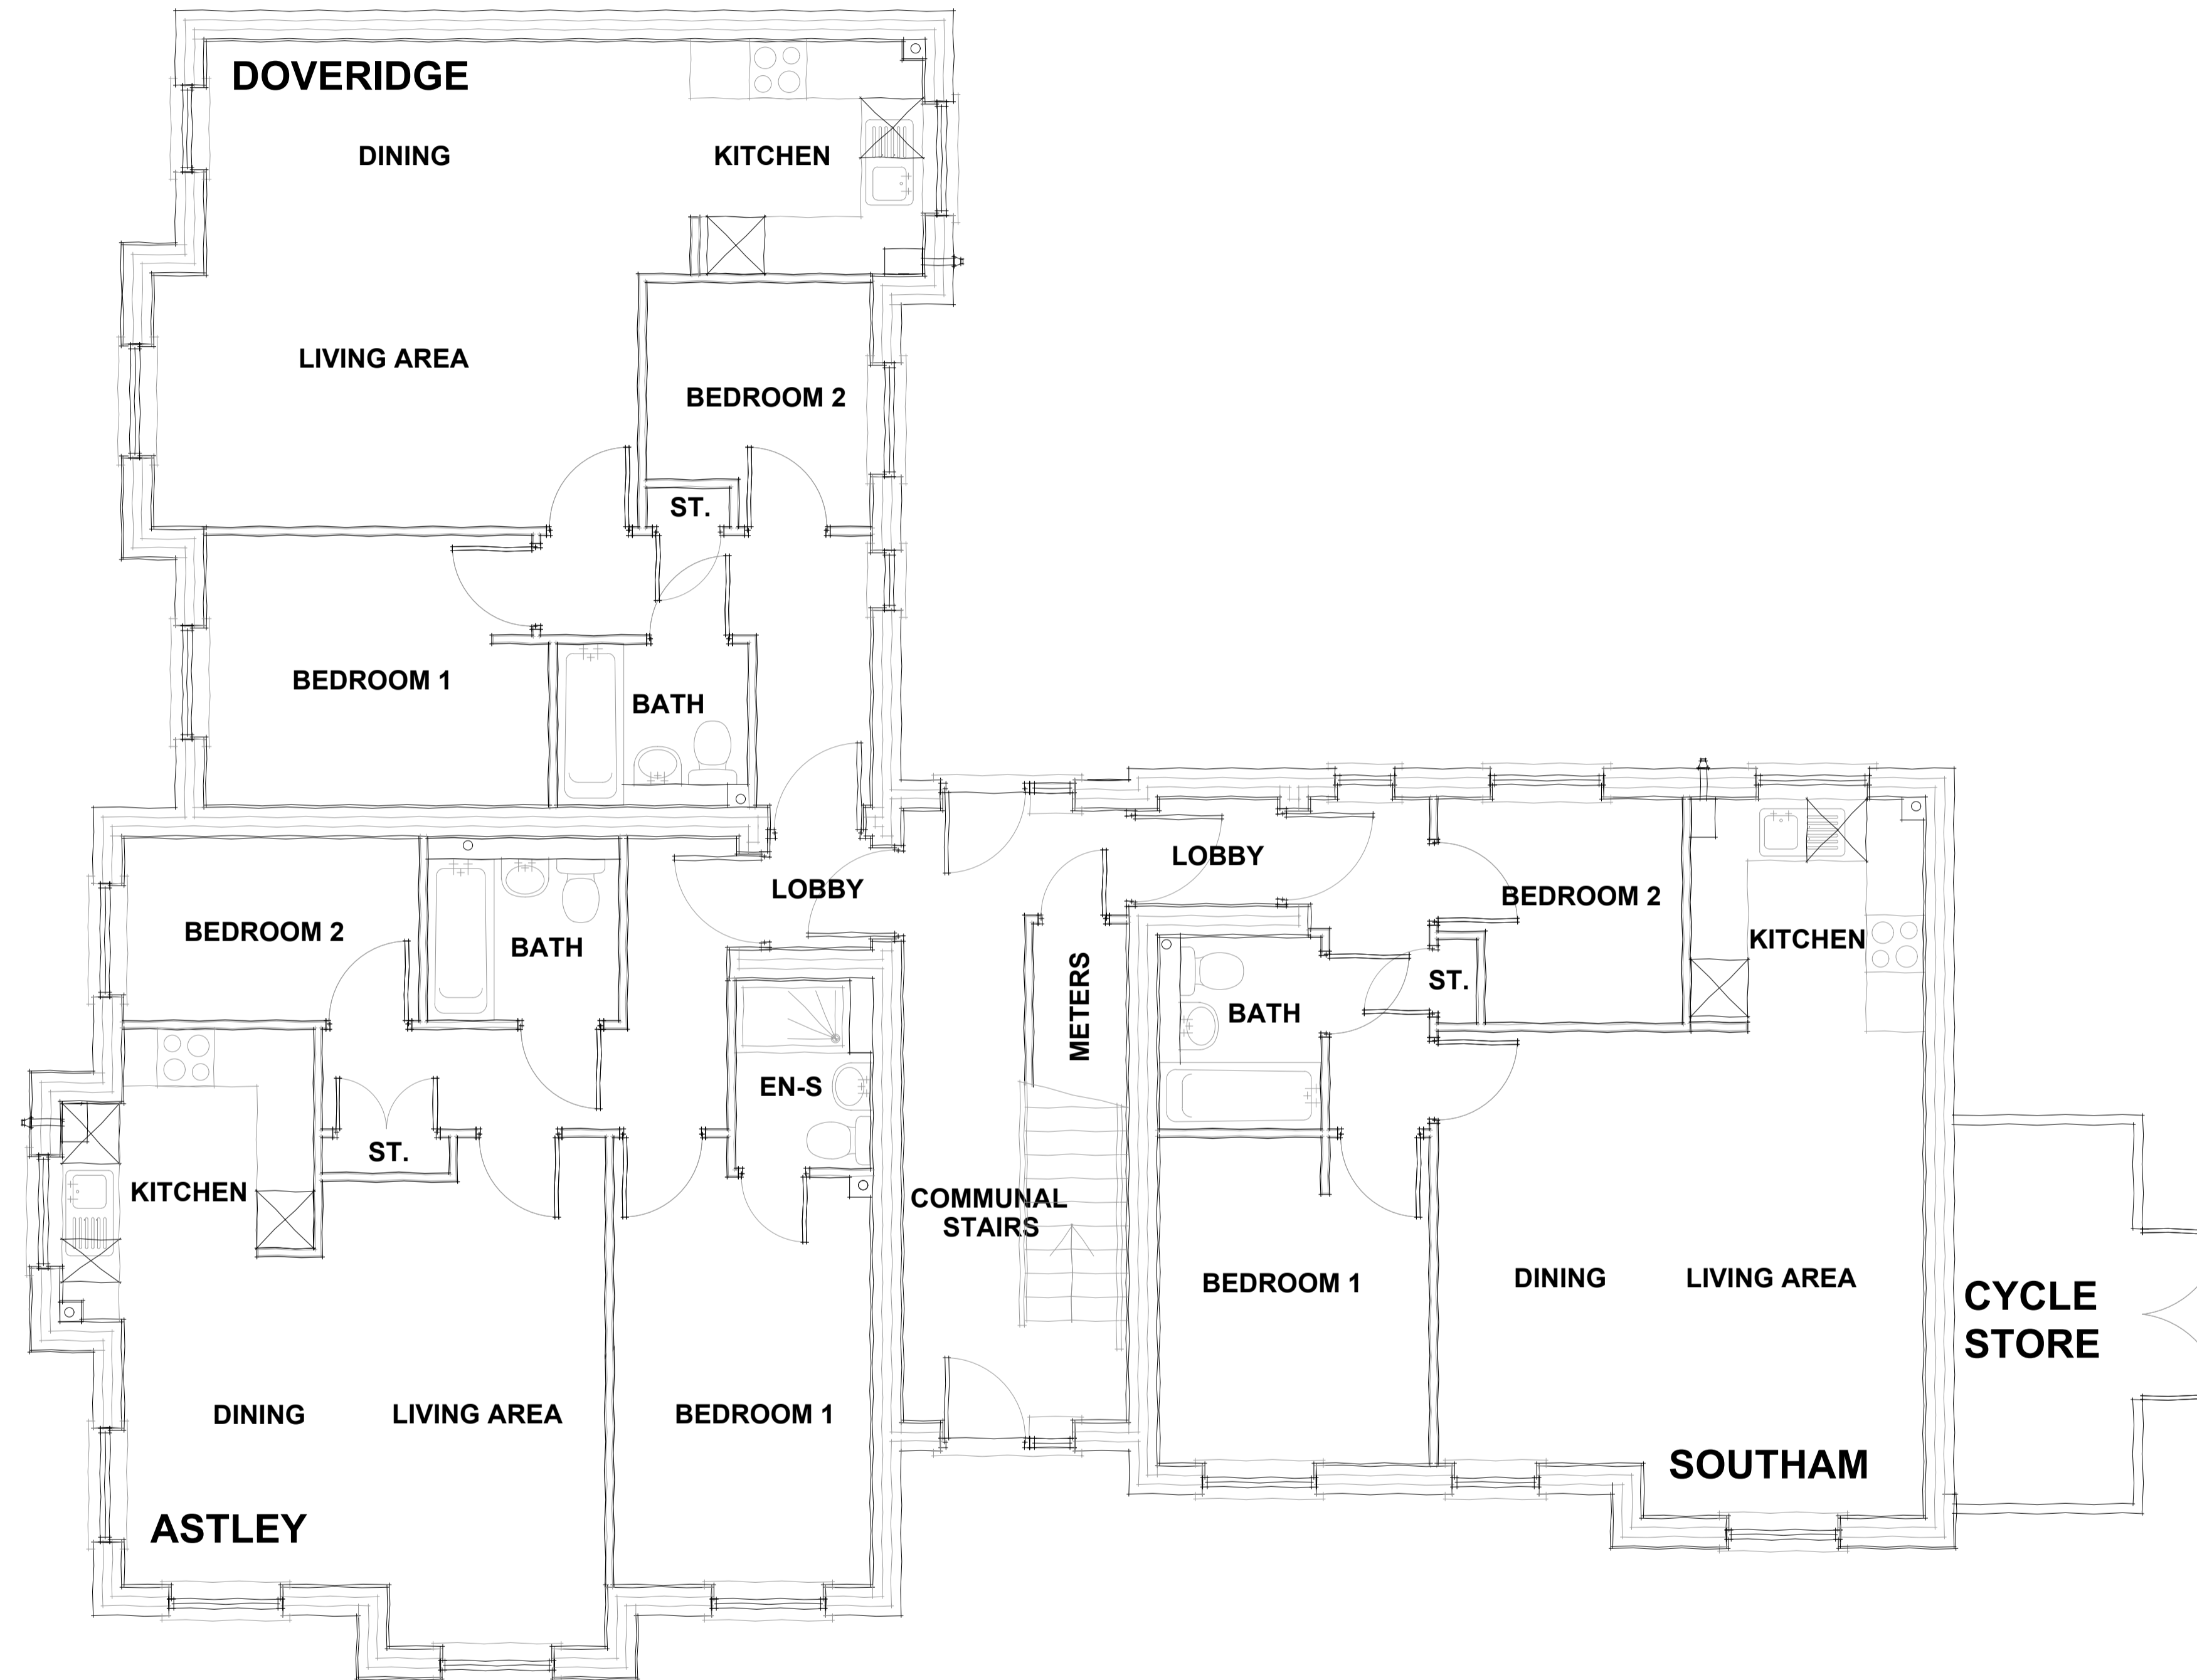 DOVERIDGE
DINING
KITCHEN
LIVING AREA
BEDROOM 2
ST.
BEDROOM 1
BATH
LOBBY
LOBBY
BEDROOM 2
BATH
BEDROOM 2
KITCHEN
METERS
ST.
BATH
EN-S
ST.
KITCHEN
COMMUNAL
STAIRS
BEDROOM 1
DINING
LIVING AREA
CYCLE
STORE
DINING
LIVING AREA
BEDROOM 1
SOUTHAM
ASTLEY